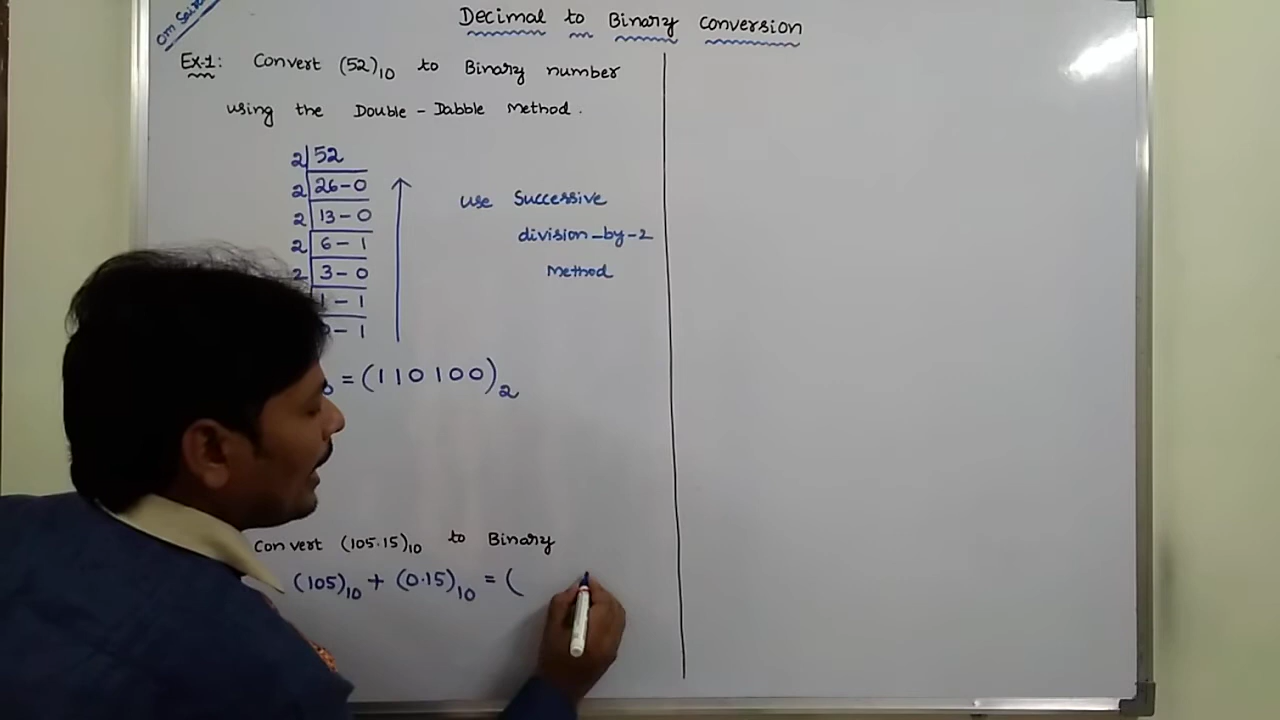 Decimal to Binary conversion
Ex-1: Convert (52)10 to Binary number
using the Double - Dabble Method.
2 52
2 26-0
2 13-0
2 6-1
2 3-0
1-1
-1
use Successive
division-by-2
Method
= (110100)2
Convert (105.15)10 to Binary
(105)10 + (0.15)10 = (